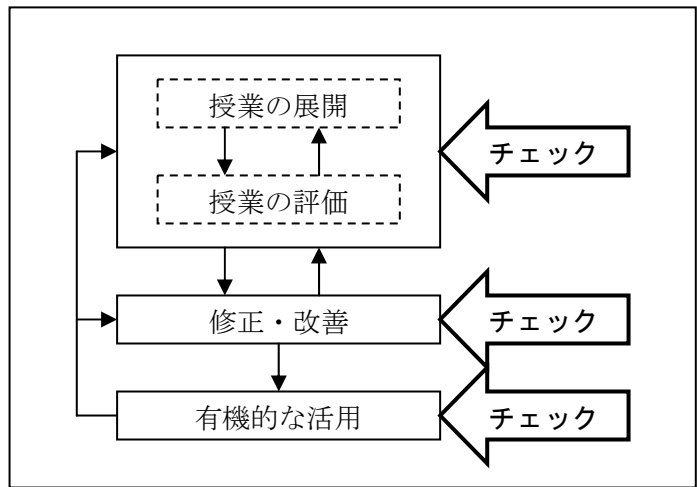 授業の展開
チェック
授業の評価
修正・改善
チェック
有機的な活用
チェック